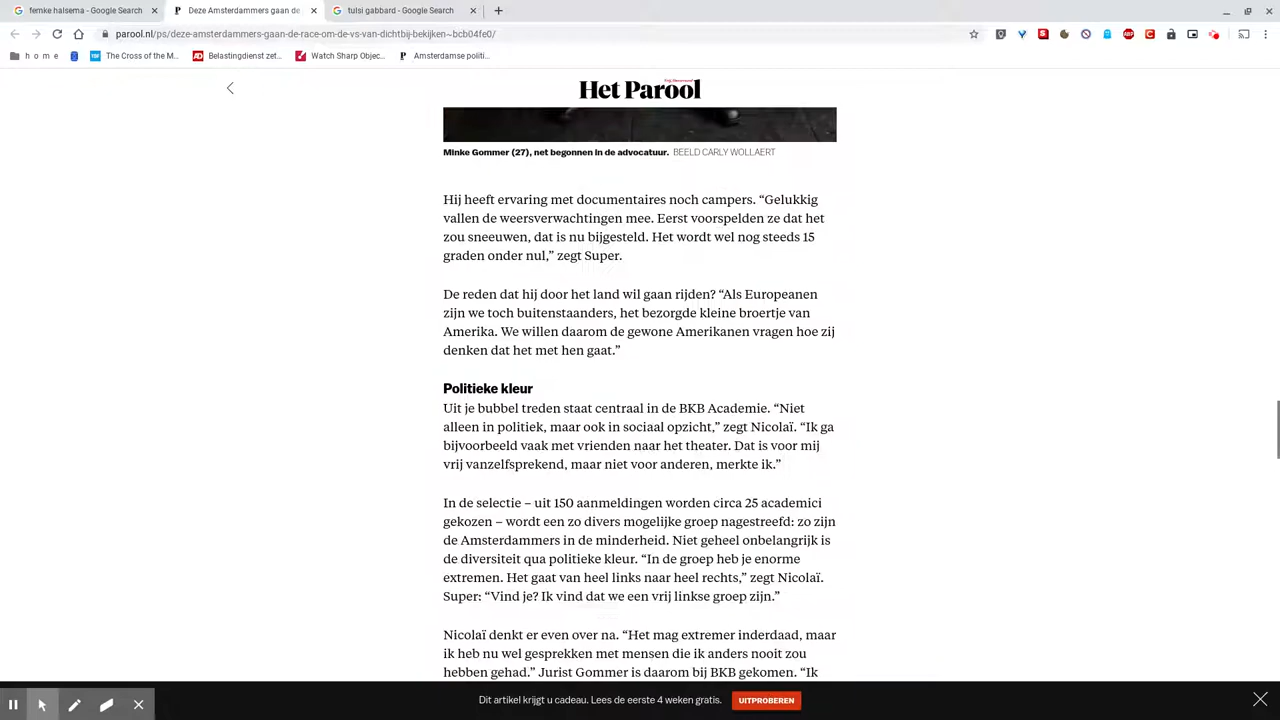 femke halsema - Google Search
Deze Amsterdammers gaan de
tulsi gabbard - Google Search
parool.nl/ps/deze-amsterdammers-gaan-de-race-om-de-vs-van-dichtbij-bekijken~bcb04fe0/
h o m e
The Cross of the M...
Belastingdienst zet...
Watch Sharp Objec...
Amsterdamse politi...
Het Parool
Minke Gommer (27), net begonnen in de advocatuur. BEELD CARLY WOLLAERT
Hij heeft ervaring met documentaires noch campers. “Gelukkig
vallen de weersverwachtingen mee. Eerst voorspelden ze dat het
zou sneeuwen, dat is nu bijgesteld. Het wordt wel nog steeds 15
graden onder nul,” zegt Super.
De reden dat hij door het land wil gaan rijden? “Als Europeanen
zijn we toch buitenstaanders, het bezorgde kleine broertje van
Amerika. We willen daarom de gewone Amerikanen vragen hoe zij
denken dat het met hen gaat.”
Politieke kleur
Uit je bubbel treden staat centraal in de BKB Academie. “Niet
alleen in politiek, maar ook in sociaal opzicht,” zegt Nicolaï. “Ik ga
bijvoorbeeld vaak met vrienden naar het theater. Dat is voor mij
vrij vanzelfsprekend, maar niet voor anderen, merkte ik.”
In de selectie – uit 150 aanmeldingen worden circa 25 academici
gekozen – wordt een zo divers mogelijke groep nagestreefd: zo zijn
de Amsterdammers in de minderheid. Niet geheel onbelangrijk is
de diversiteit qua politieke kleur. “In de groep heb je enorme
extremen. Het gaat van heel links naar heel rechts,” zegt Nicolaï.
Super: “Vind je? Ik vind dat we een vrij linkse groep zijn.”
Nicolaï denkt er even over na. “Het mag extremer inderdaad, maar
ik heb nu wel gesprekken met mensen die ik anders nooit zou
hebben gehad.” Jurist Gommer is daarom bij BKB gekomen. “Ik
Dit artikel krijgt u cadeau. Lees de eerste 4 weken gratis.
UITPROBEREN